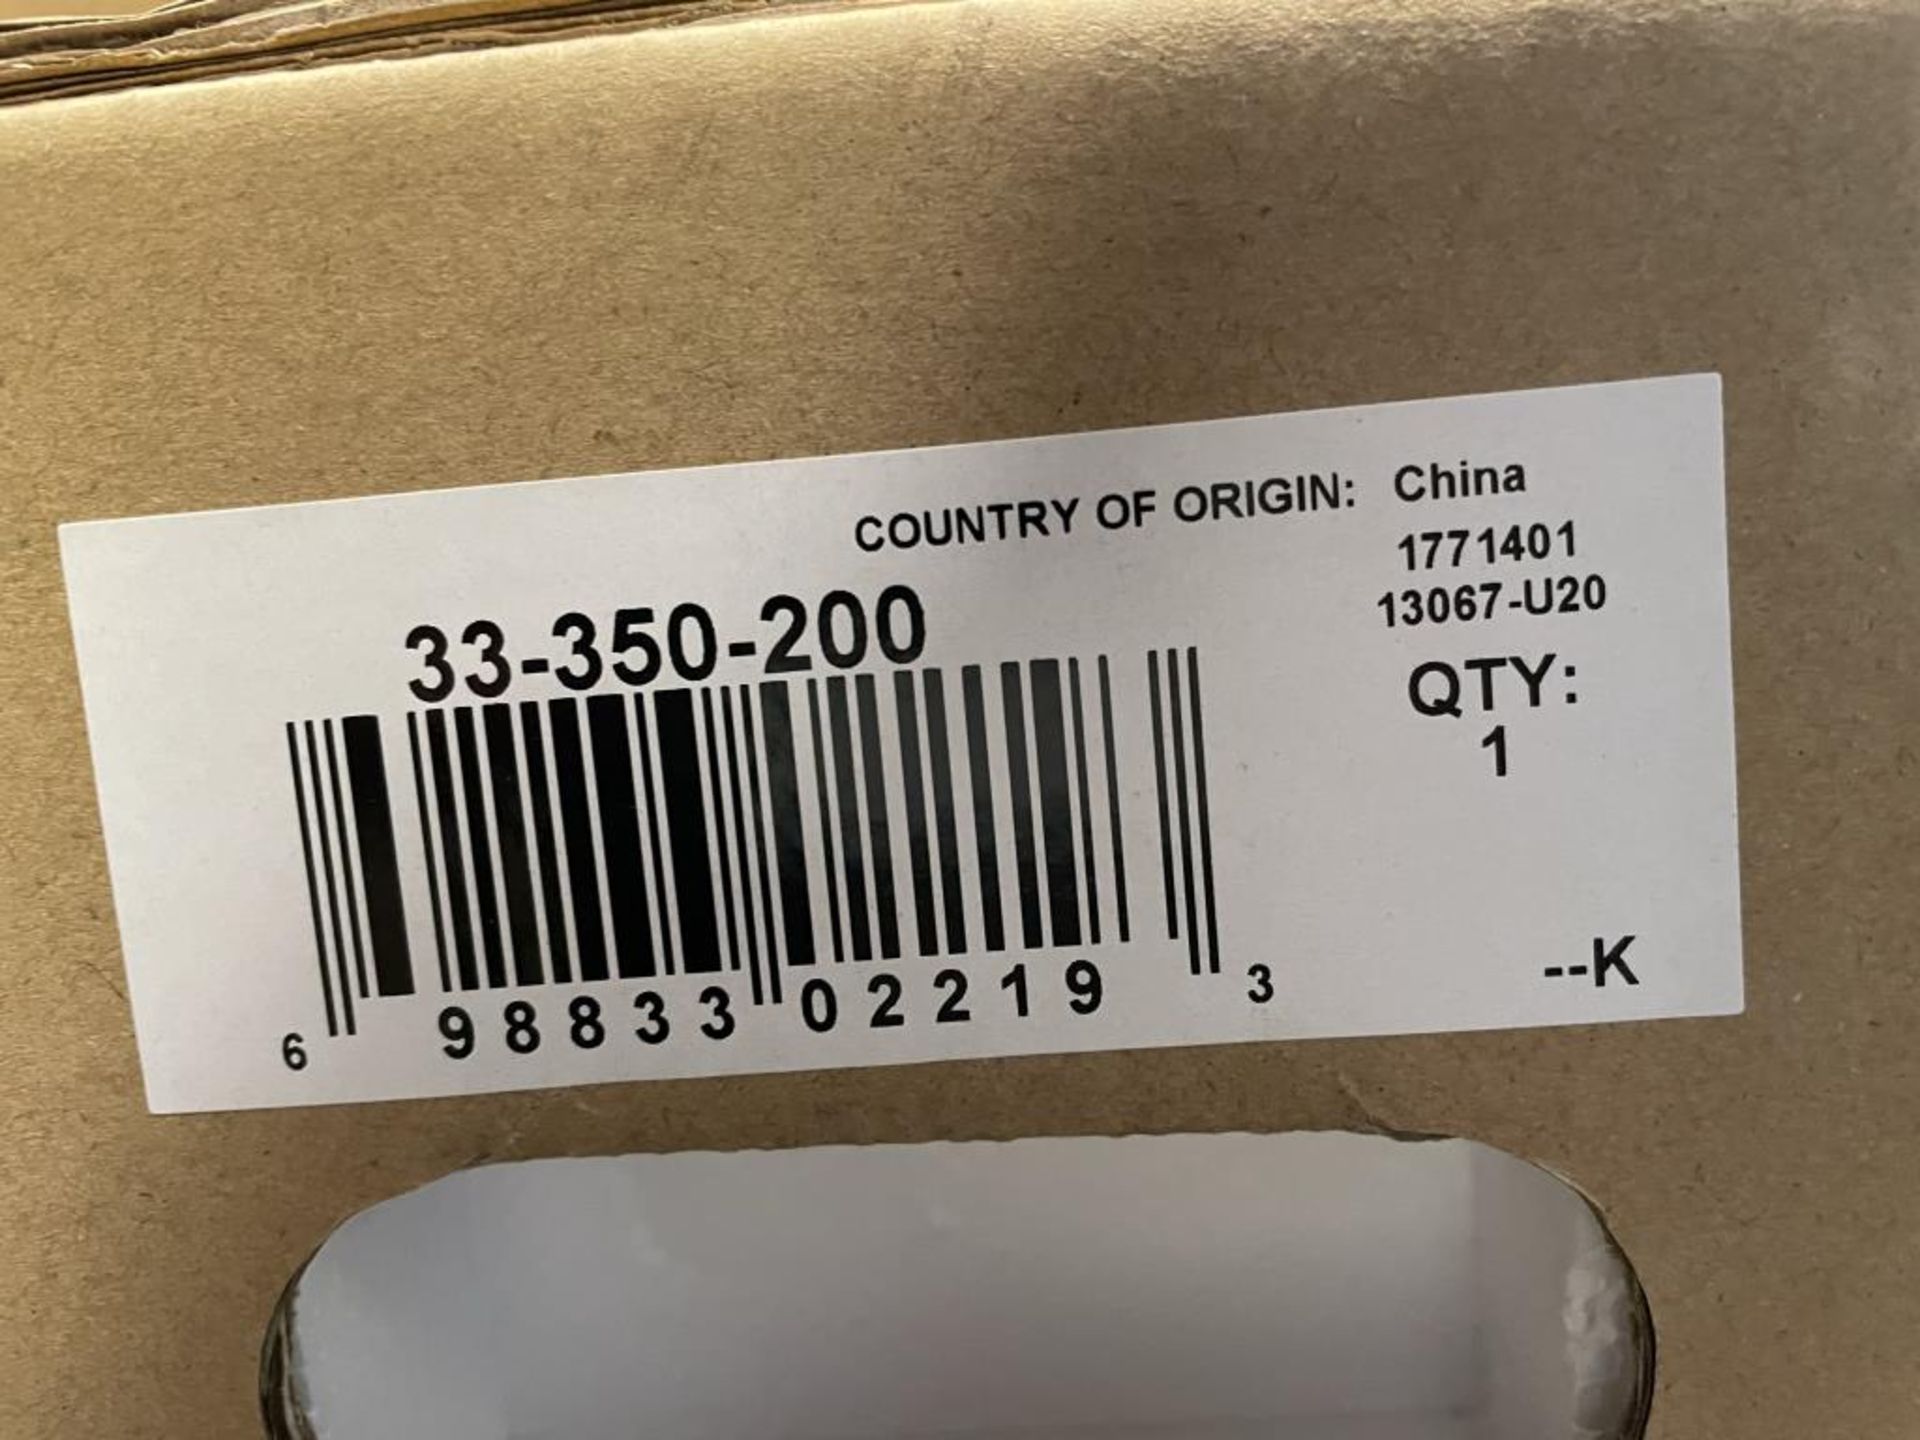 COUNTRY OF ORIGIN: China
1771401
13067-U20
33-350-200
QTY:
1
6 98833 02219 3
--K